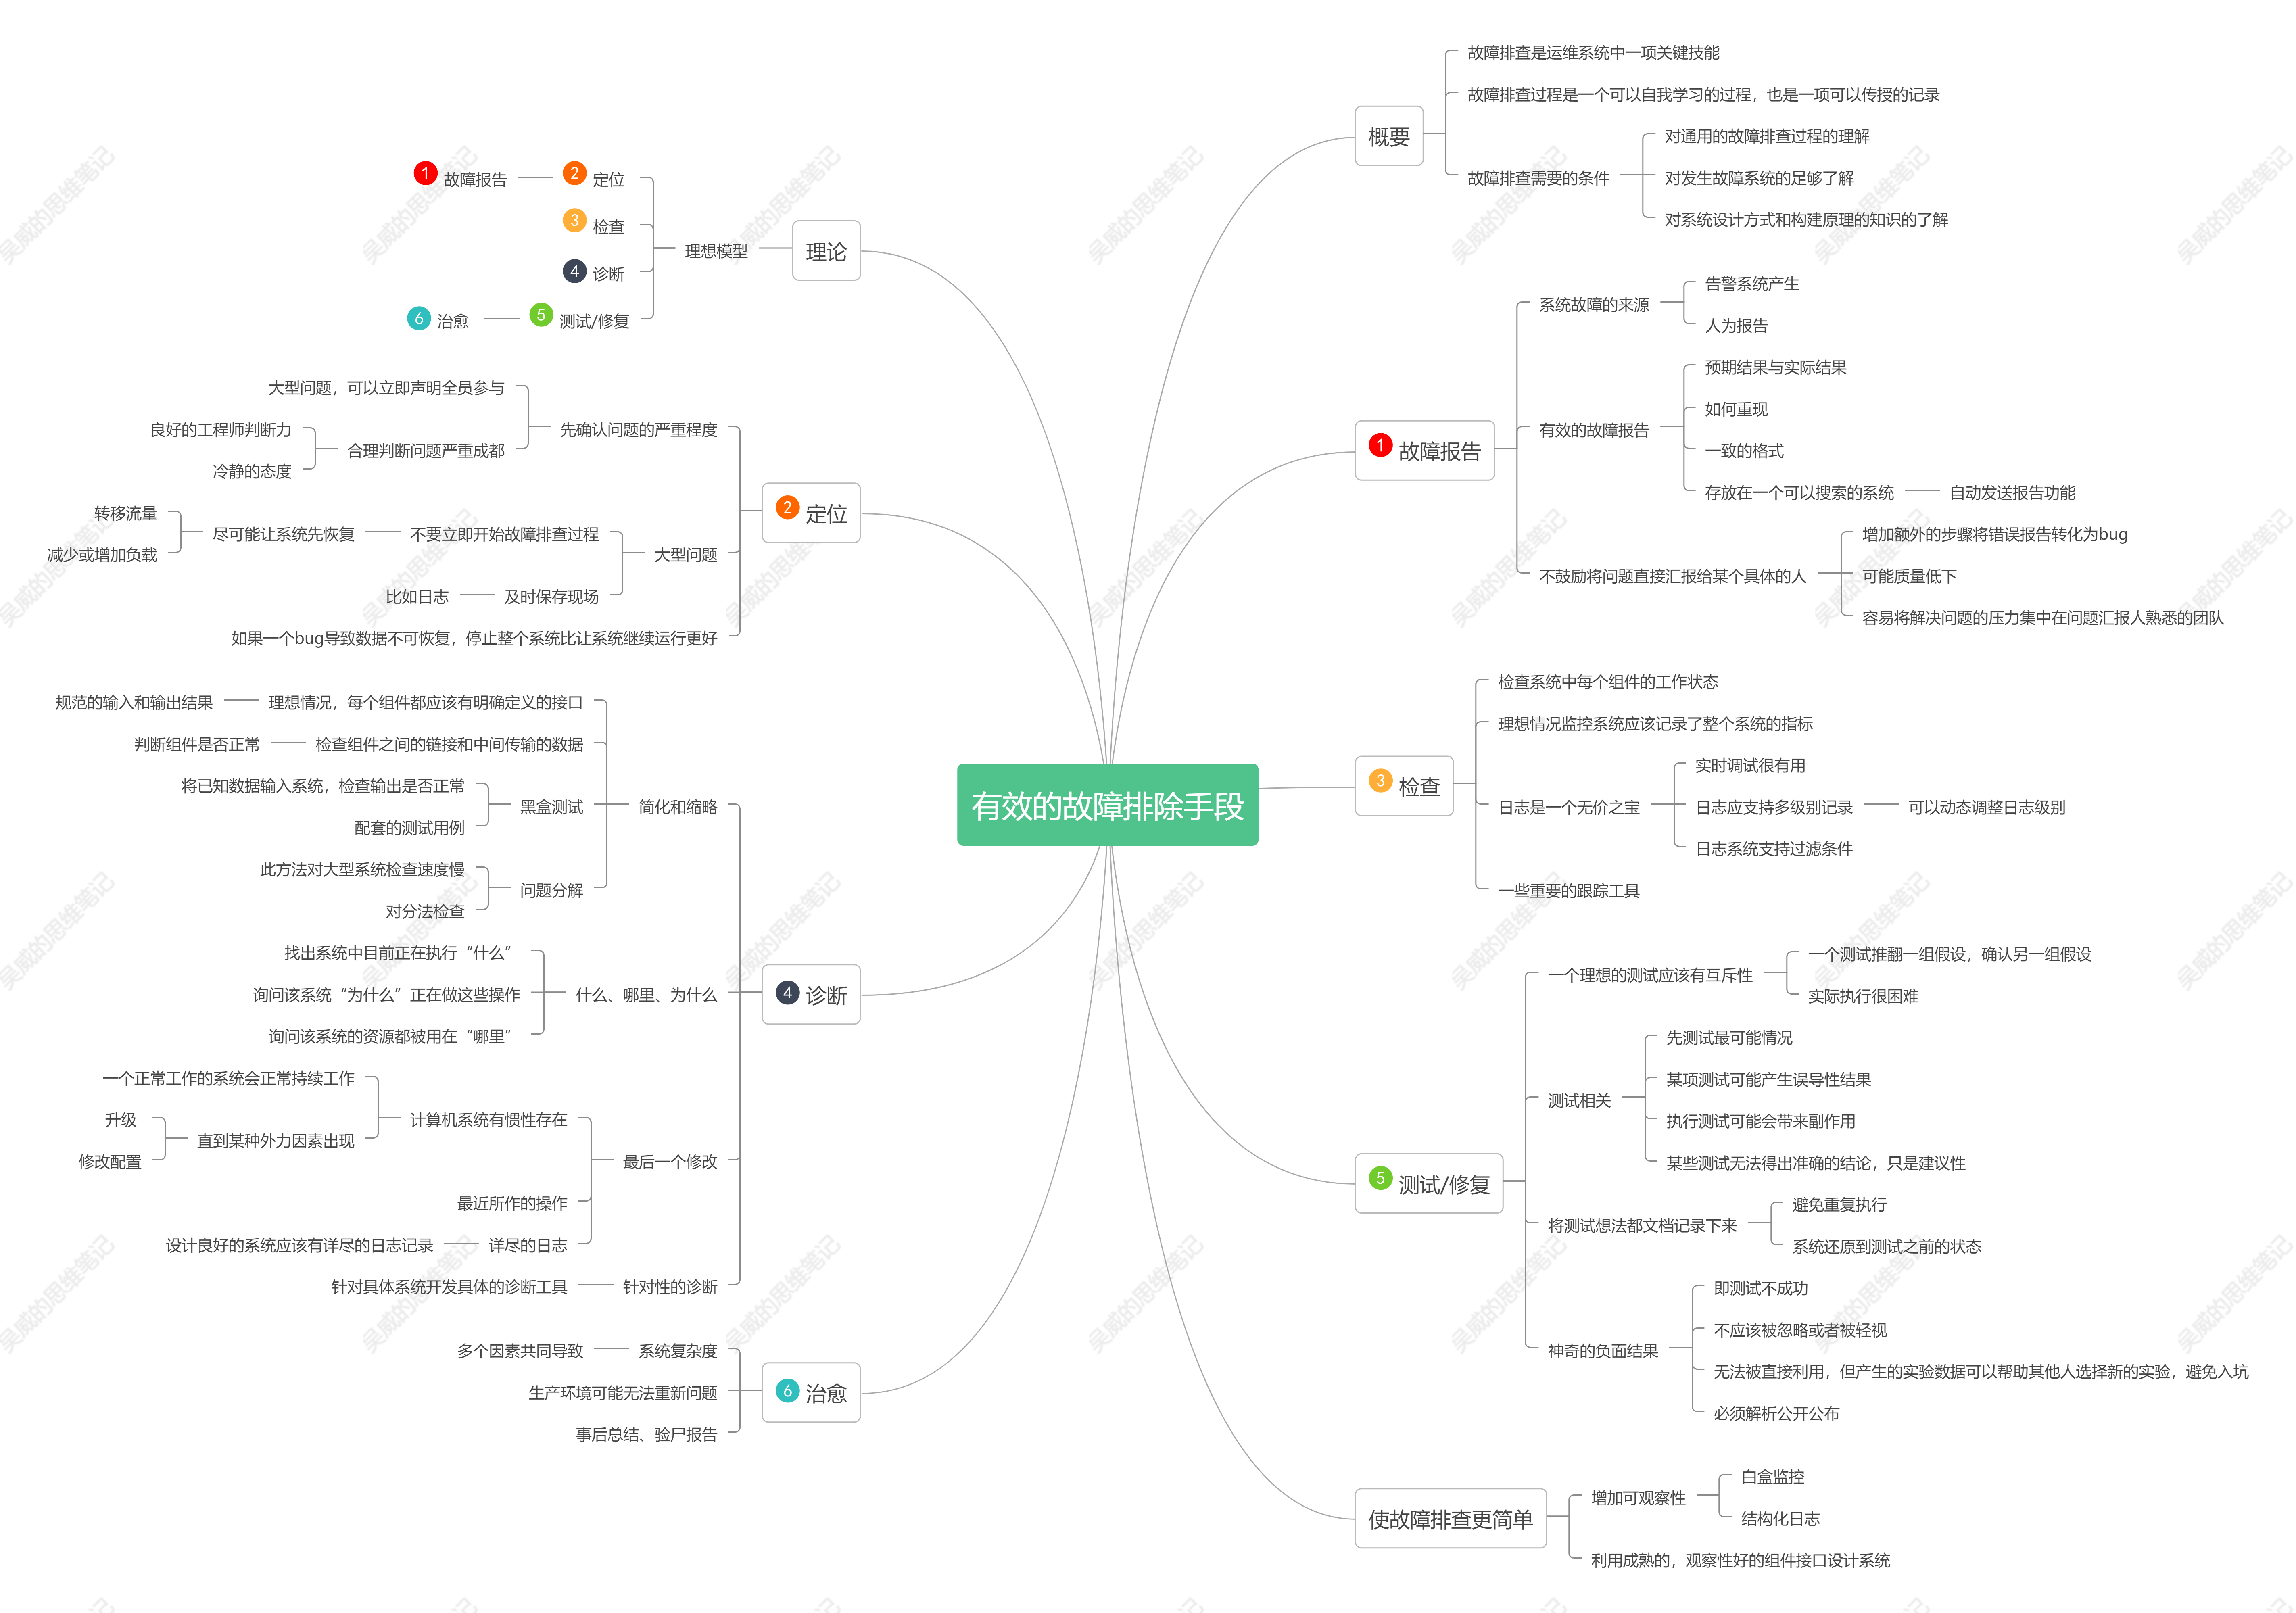 有效的故障排除手段
概要
故障排查是运维系统中一项关键技能
故障排查过程是一个可以自我学习的过程，也是一项可以传授的记录
故障排查需要的条件
对通用的故障排查过程的理解
对发生故障系统的足够了解
对系统设计方式和构建原理的知识的了解
1 故障报告
系统故障的来源
告警系统产生
人为报告
有效的故障报告
预期结果与实际结果
如何重现
一致的格式
存放在一个可以搜索的系统
自动发送报告功能
不鼓励将问题直接汇报给某个具体的人
增加额外的步骤将错误报告转化为bug
可能质量低下
容易将解决问题的压力集中在问题汇报人熟悉的团队
3 检查
检查系统中每个组件的工作状态
理想情况监控系统应该记录了整个系统的指标
日志是一个无价之宝
实时调试很有用
日志应支持多级别记录
可以动态调整日志级别
日志系统支持过滤条件
一些重要的跟踪工具
5 测试/修复
一个理想的测试应该有互斥性
一个测试推翻一组假设，确认另一组假设
实际执行很困难
测试相关
先测试最可能情况
某项测试可能产生误导性结果
执行测试可能会带来副作用
某些测试无法得出准确的结论，只是建议性
将测试想法都文档记录下来
避免重复执行
系统还原到测试之前的状态
神奇的负面结果
即测试不成功
不应该被忽略或者被轻视
无法被直接利用，但产生的实验数据可以帮助其他人选择新的实验，避免入坑
必须解析公开公布
使故障排查更简单
增加可观察性
白盒监控
结构化日志
利用成熟的，观察性好的组件接口设计系统
理论
理想模型
2 定位
1 故障报告
3 检查
4 诊断
5 测试/修复
6 治愈
2 定位
先确认问题的严重程度
大型问题，可以立即声明全员参与
合理判断问题严重成都
良好的工程师判断力
冷静的态度
大型问题
不要立即开始故障排查过程
尽可能让系统先恢复
转移流量
减少或增加负载
及时保存现场
比如日志
如果一个bug导致数据不可恢复，停止整个系统比让系统继续运行更好
4 诊断
简化和缩略
理想情况，每个组件都应该有明确定义的接口
规范的输入和输出结果
检查组件之间的链接和中间传输的数据
判断组件是否正常
黑盒测试
将已知数据输入系统，检查输出是否正常
配套的测试用例
问题分解
此方法对大型系统检查速度慢
对分法检查
什么、哪里、为什么
找出系统中目前正在执行“什么”
询问该系统“为什么”正在做这些操作
询问该系统的资源都被用在“哪里”
最后一个修改
计算机系统有惯性存在
一个正常工作的系统会正常持续工作
直到某种外力因素出现
升级
修改配置
最近所作的操作
详尽的日志
设计良好的系统应该有详尽的日志记录
针对性的诊断
针对具体系统开发具体的诊断工具
6 治愈
系统复杂度
多个因素共同导致
生产环境可能无法重新问题
事后总结、验尸报告
吴威的思维笔记